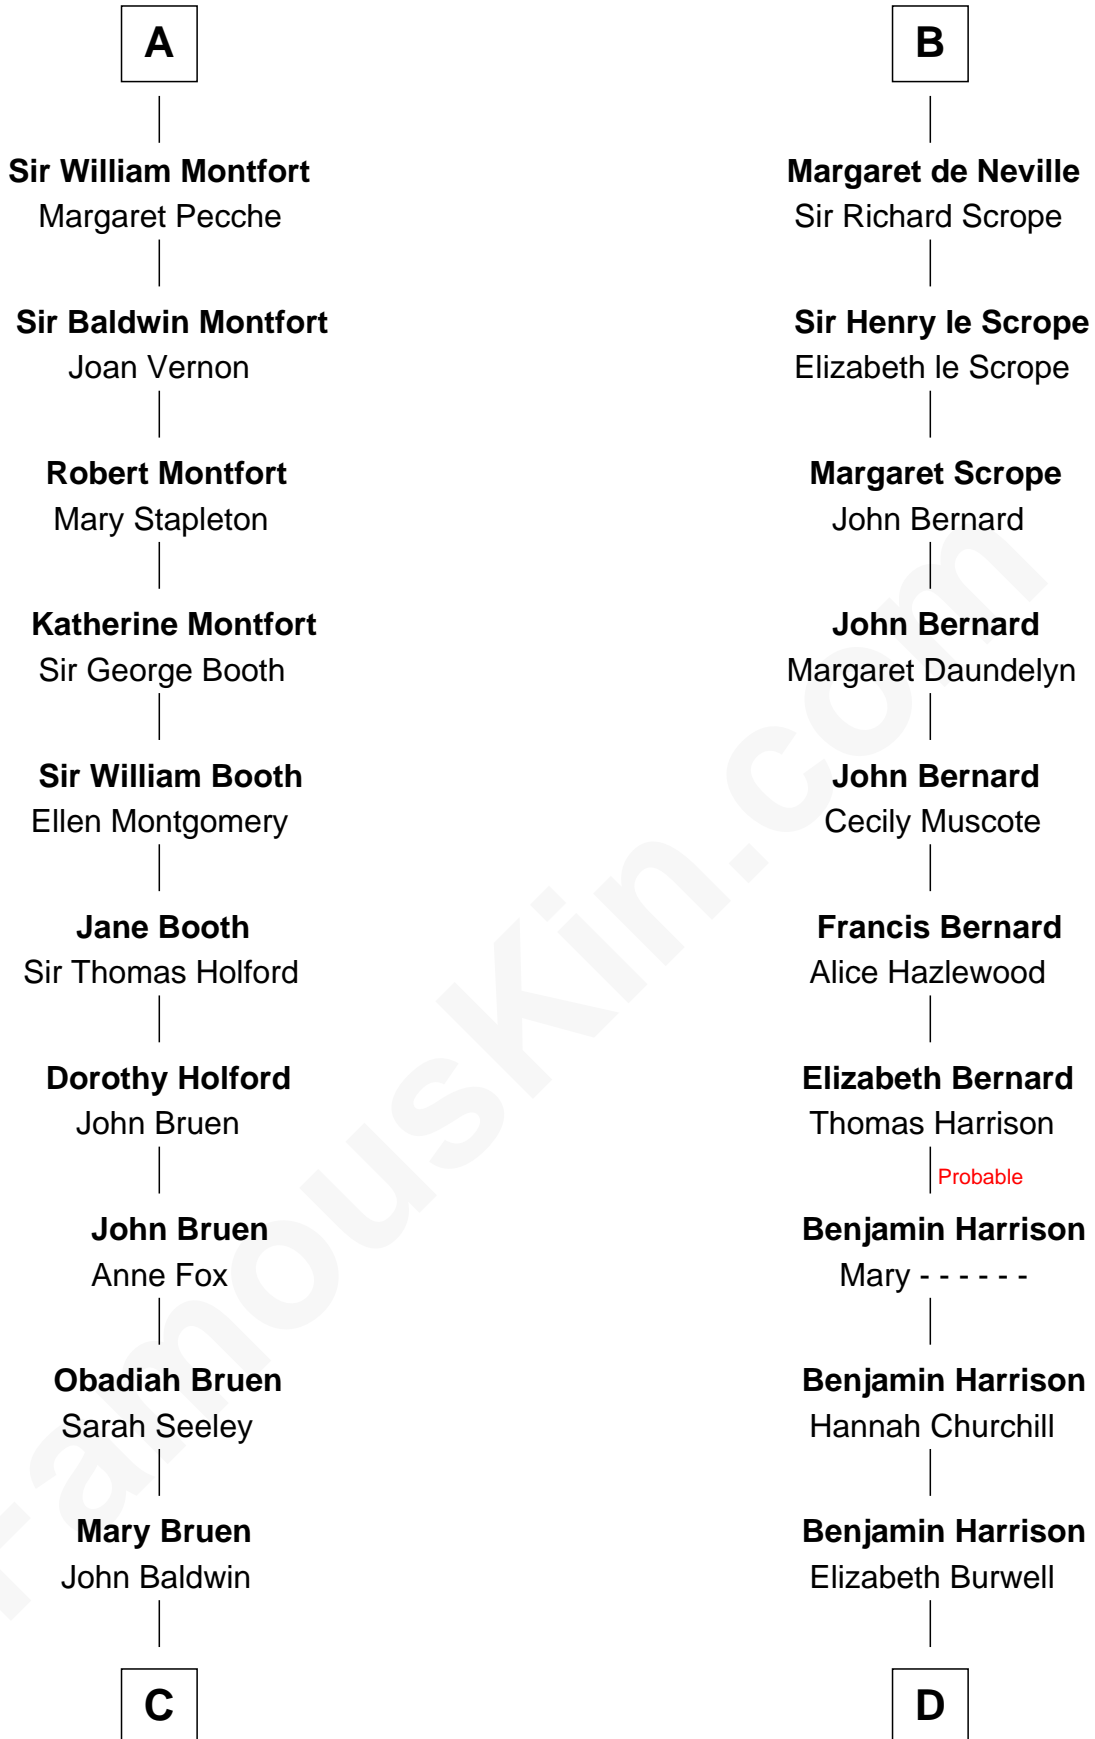 A
Sir William Montfort
Margaret Pecche
Sir Baldwin Montfort
Joan Vernon
Robert Montfort
Mary Stapleton
Katherine Montfort
Sir George Booth
Sir William Booth
Ellen Montgomery
Jane Booth
Sir Thomas Holford
Dorothy Holford
John Bruen
John Bruen
Anne Fox
Obadiah Bruen
Sarah Seeley
Mary Bruen
John Baldwin
C
B
Margaret de Neville
Sir Richard Scrope
Sir Henry le Scrope
Elizabeth le Scrope
Margaret Scrope
John Bernard
John Bernard
Margaret Daundelyn
John Bernard
Cecily Muscote
Francis Bernard
Alice Hazlewood
Elizabeth Bernard
Thomas Harrison
Probable
Benjamin Harrison
Mary - - - - - -
Benjamin Harrison
Hannah Churchill
Benjamin Harrison
Elizabeth Burwell
D
FamousKin.com